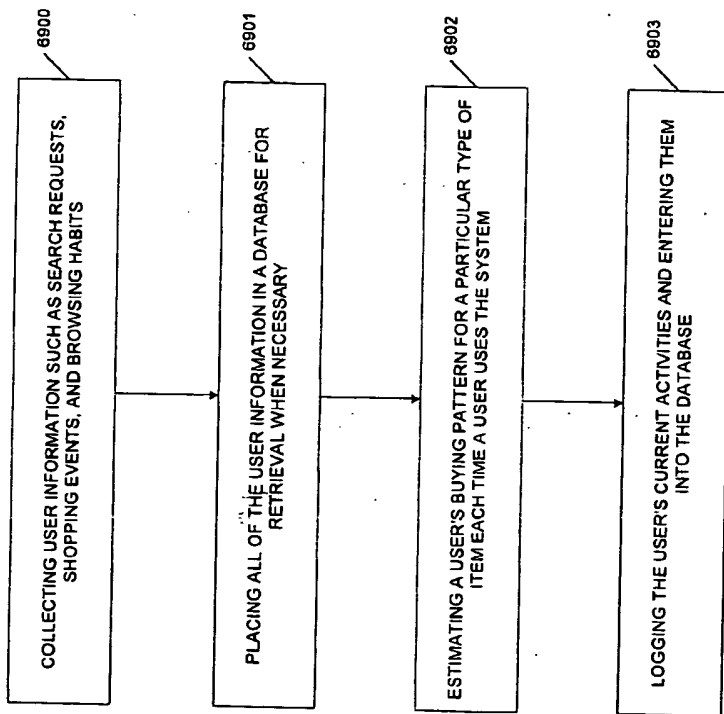 6900
COLLECTING USER INFORMATION SUCH AS SEARCH REQUESTS,
SHOPPING EVENTS, AND BROWSING HABITS
6901
PLACING ALL OF THE USER INFORMATION IN A DATABASE FOR
RETRIEVAL WHEN NECESSARY
6902
ESTIMATING A USER'S BUYING PATTERN FOR A PARTICULAR TYPE OF
ITEM EACH TIME A USER USES THE SYSTEM
6903
LOGGING THE USER'S CURRENT ACTIVITIES AND ENTERING THEM
INTO THE DATABASE